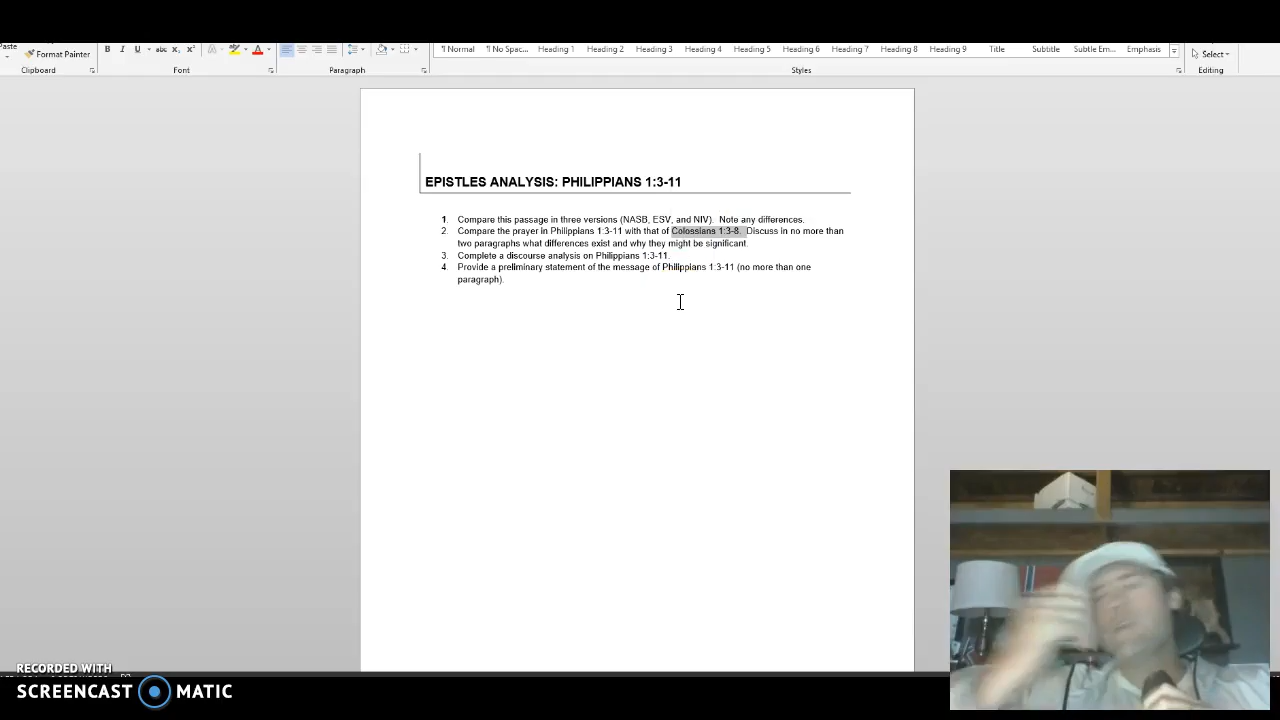 Paste
Format Painter
B I U abc x₂ x² A A
¶ Normal ¶ No Spac... Heading 1 Heading 2 Heading 3 Heading 4 Heading 5 Heading 6 Heading 7 Heading 8 Heading 9 Title Subtitle Subtle Em... Emphasis
Select
Clipboard Font Paragraph Styles Editing
EPISTLES ANALYSIS: PHILIPPIANS 1:3-11
1. Compare this passage in three versions (NASB, ESV, and NIV). Note any differences.
2. Compare the prayer in Philippians 1:3-11 with that of Colossians 1:3-8. Discuss in no more than
two paragraphs what differences exist and why they might be significant.
3. Complete a discourse analysis on Philippians 1:3-11.
4. Provide a preliminary statement of the message of Philippians 1:3-11 (no more than one
paragraph).
RECORDED WITH
SCREENCAST MATIC